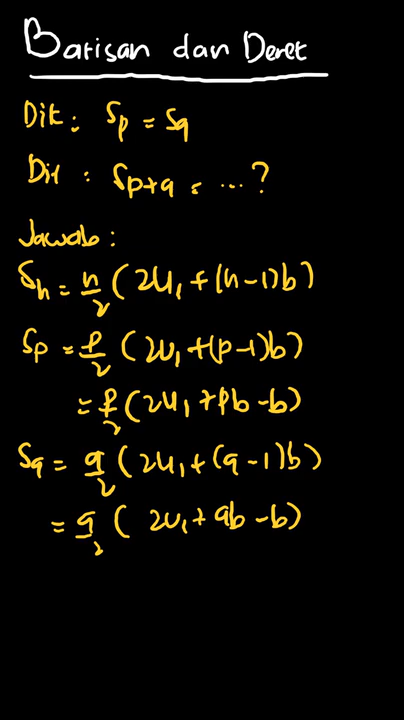 Barisan dan Deret
Dik: Sp = Sq
Dit : Sp+q = ...?
Jawab:
Sn = n/2 (2U₁ + (n-1)b)
Sp = p/2 (2U₁ + (p-1)b)
= p/2 (2U₁ + pb - b)
Sq = q/2 (2U₁ + (q-1)b)
= q/2 (2U₁ + qb - b)